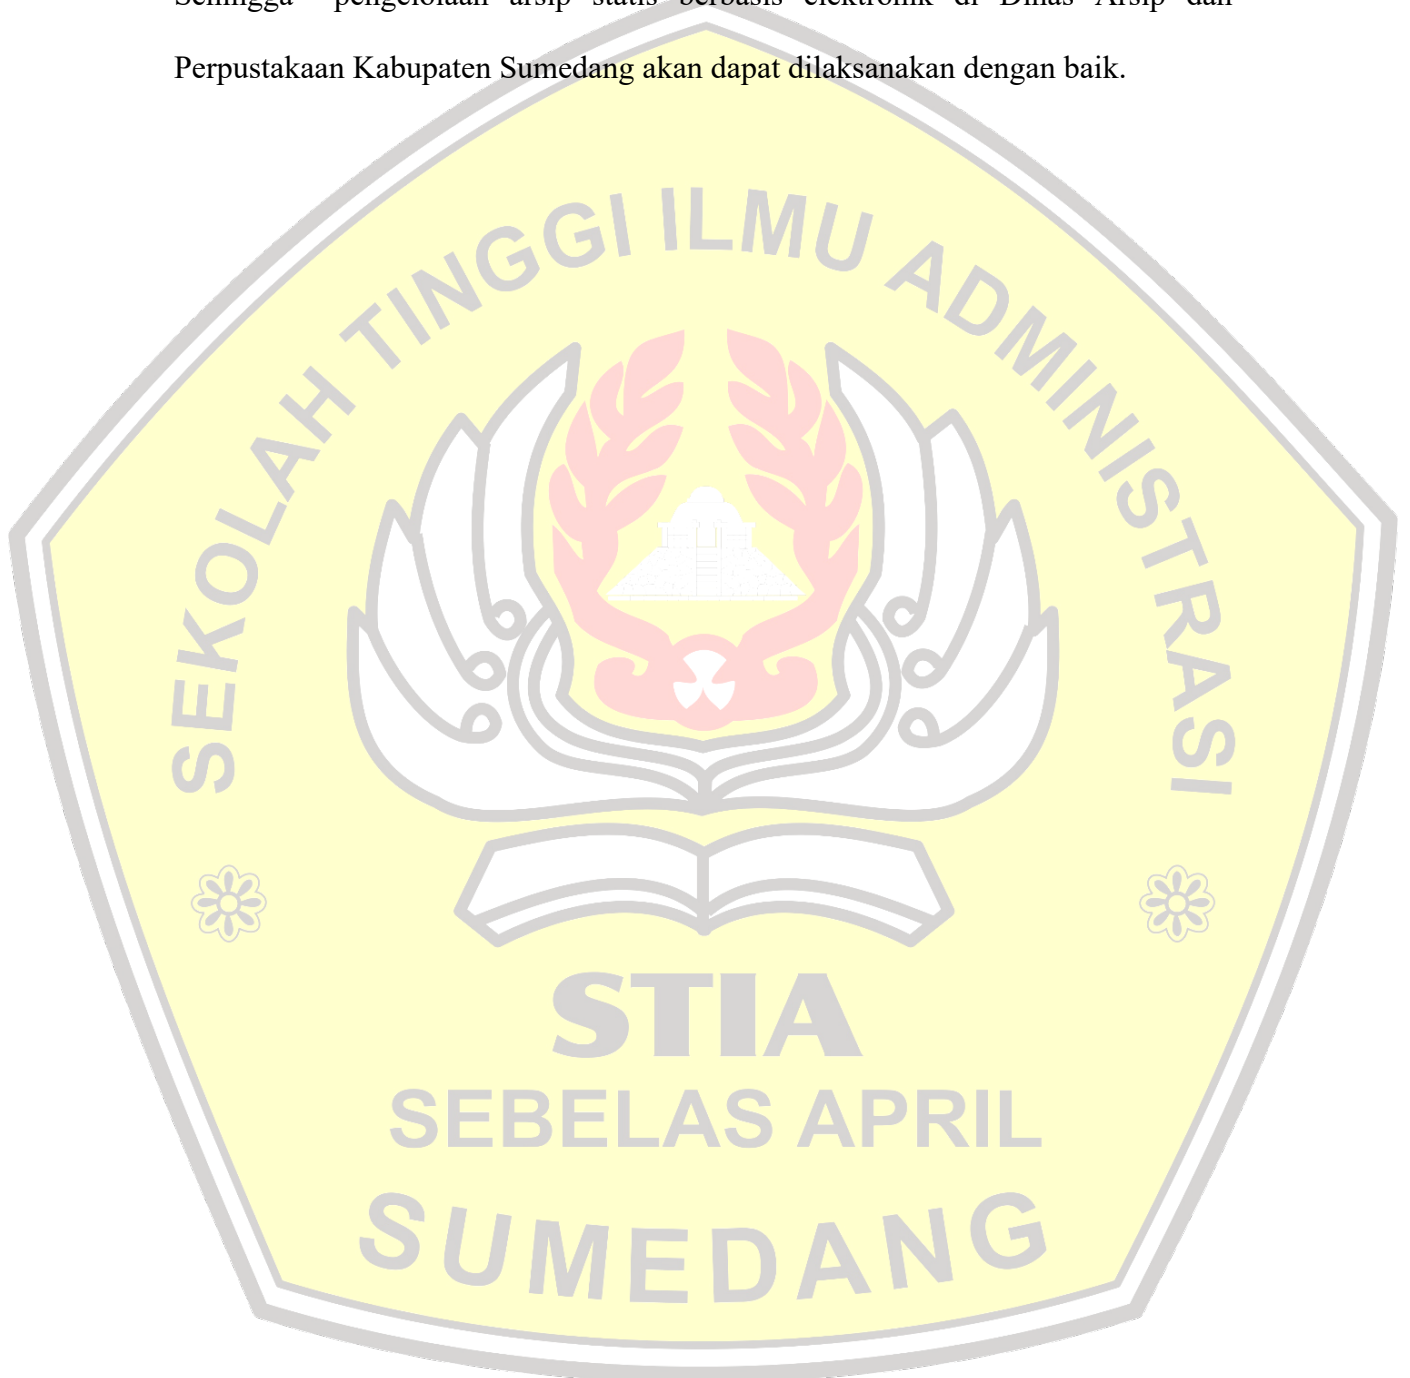 Sehingga pengelolaan arsip statis berbasis elektronik di Dinas Arsip dan
Perpustakaan Kabupaten Sumedang akan dapat dilaksanakan dengan baik.
SEKOLAH TINGGI ILMU ADMINISTRASI
STIA
SEBELAS APRIL
SUMEDANG